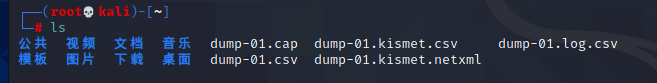 ┌──(root💀kali)-[~]
└─# ls
公共 视频 文档 音乐 dump-01.cap dump-01.kismet.csv dump-01.log.csv
模板 图片 下载 桌面 dump-01.csv dump-01.kismet.netxml